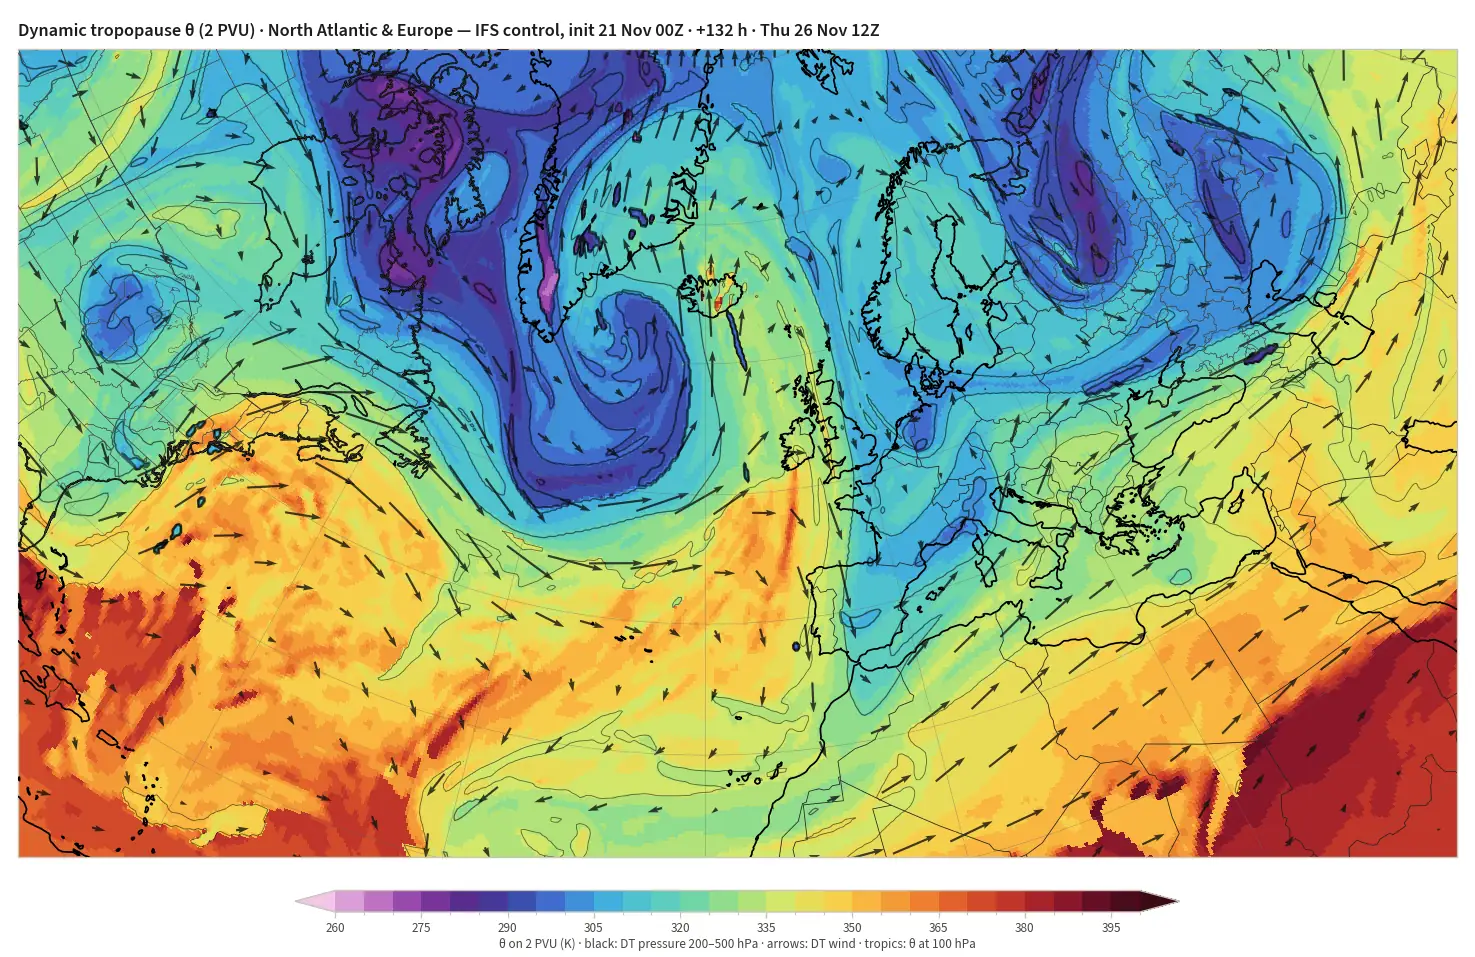 Dynamic tropopause θ (2 PVU) · North Atlantic & Europe — IFS control, init 21 Nov 00Z · +132 h · Thu 26 Nov 12Z
260 275 290 305 320 335 350 365 380 395
θ on 2 PVU (K) · black: DT pressure 200–500 hPa · arrows: DT wind · tropics: θ at 100 hPa